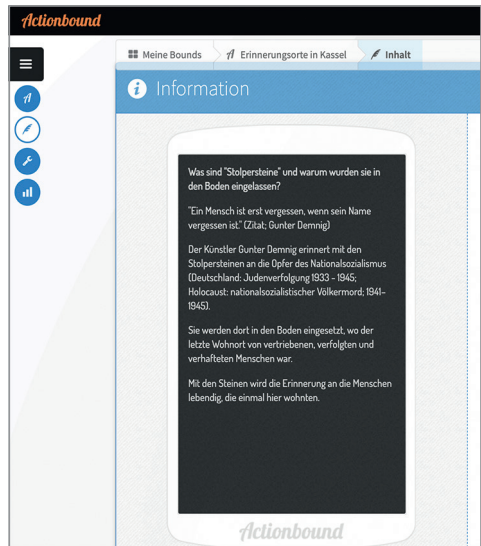 Actionbound
Meine Bounds
Erinnerungsorte in Kassel
Inhalt
Information
Was sind "Stolpersteine" und warum wurden sie in
den Boden eingelassen?
"Ein Mensch ist erst vergessen, wenn sein Name
vergessen ist." (Zitat; Gunter Demnig)
Der Künstler Gunter Demnig erinnert mit den
Stolpersteinen an die Opfer des Nationalsozialismus
(Deutschland: Judenverfolgung 1933 - 1945;
Holocaust: nationalsozialistischer Völkermord; 1941–
1945).
Sie werden dort in den Boden eingesetzt, wo der
letzte Wohnort von vertriebenen, verfolgten und
verhafteten Menschen war.
Mit den Steinen wird die Erinnerung an die Menschen
lebendig, die einmal hier wohnten.
Actionbound